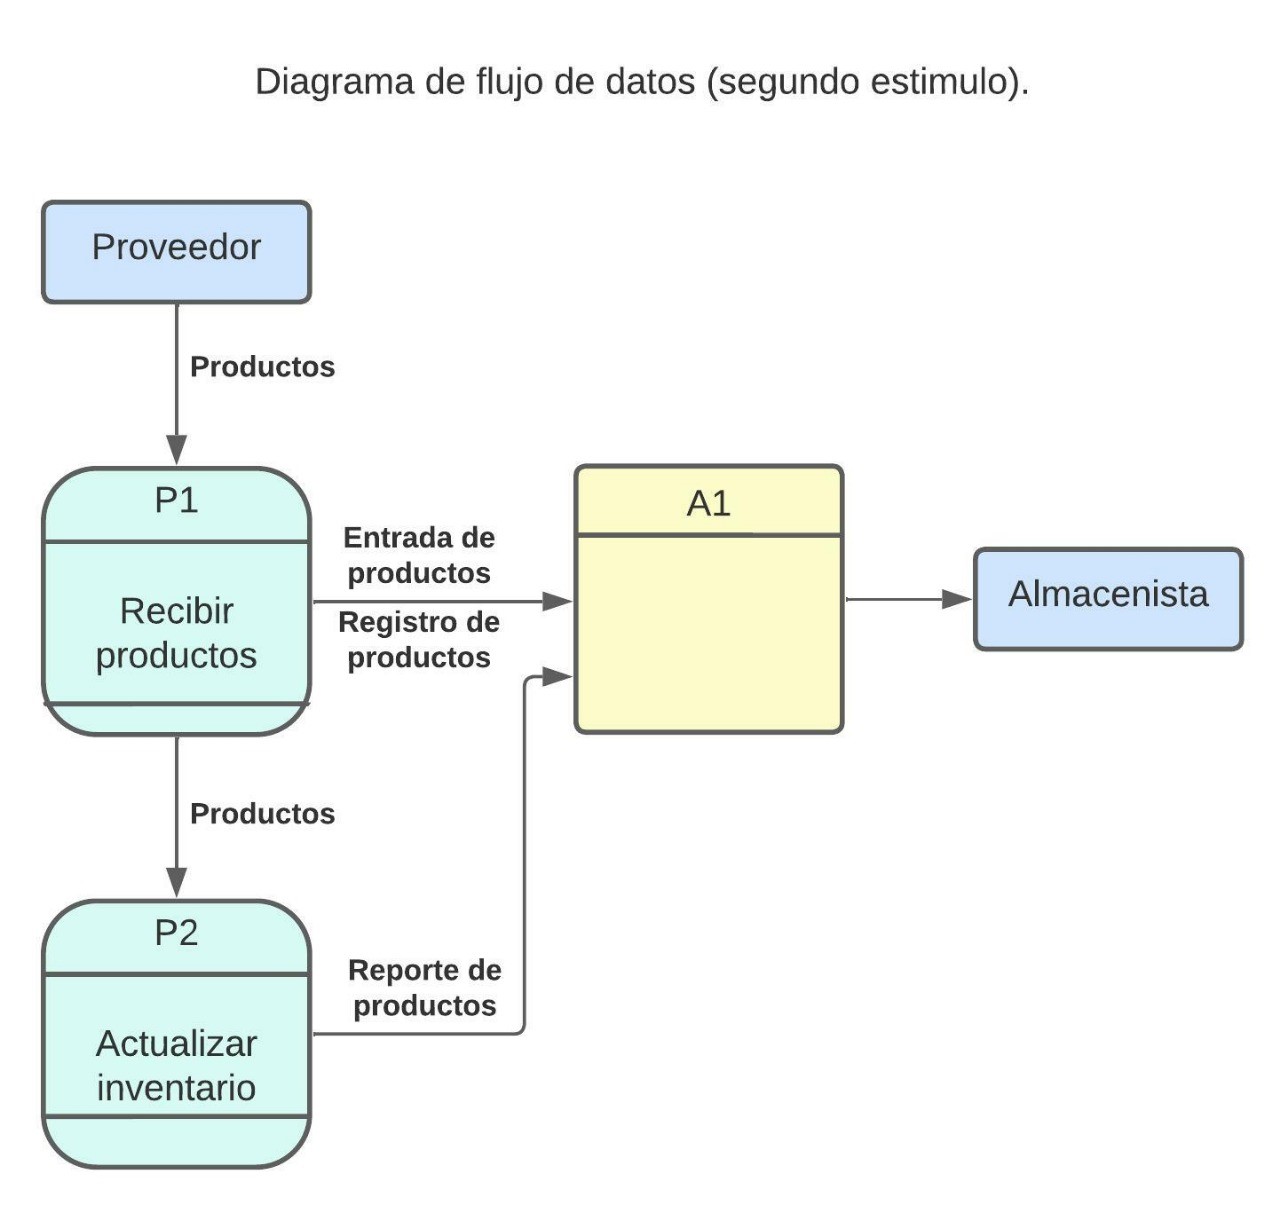 Diagrama de flujo de datos (segundo estimulo).
Proveedor
Productos
P1
Recibir
productos
Entrada de
productos
Registro de
productos
A1
Almacenista
Productos
P2
Actualizar
inventario
Reporte de
productos